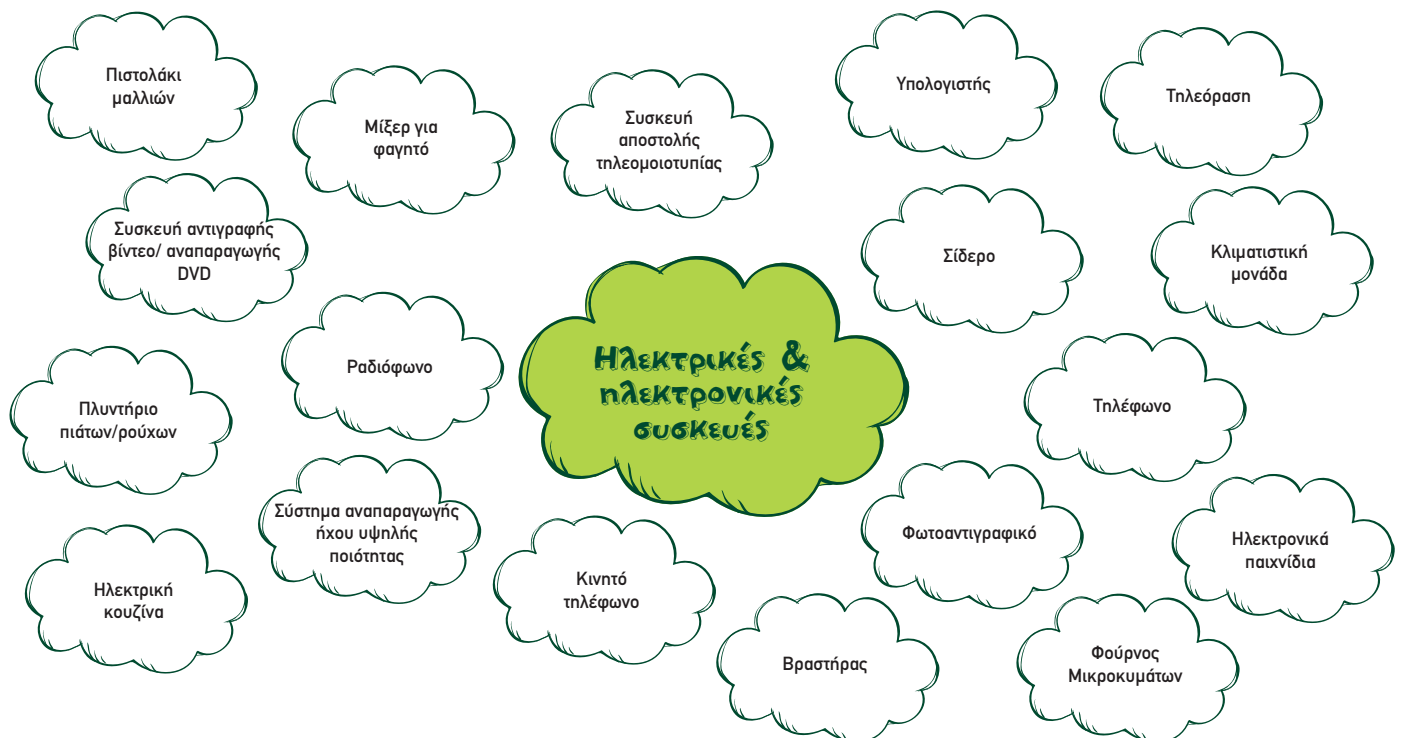 Πιστολάκι
μαλλιών
Μίξερ για
φαγητό
Συσκευή
αποστολής
τηλεομοιοτυπίας
Υπολογιστής
Τηλεόραση
Συσκευή αντιγραφής
βίντεο/ αναπαραγωγής
DVD
Σίδερο
Κλιματιστική
μονάδα
Ραδιόφωνο
Ηλεκτρικές &
ηλεκτρονικές
συσκευές
Τηλέφωνο
Πλυντήριο
πιάτων/ρούχων
Σύστημα αναπαραγωγής
ήχου υψηλής
ποιότητας
Φωτοαντιγραφικό
Ηλεκτρονικά
παιχνίδια
Ηλεκτρική
κουζίνα
Κινητό
τηλέφωνο
Βραστήρας
Φούρνος
Μικροκυμάτων